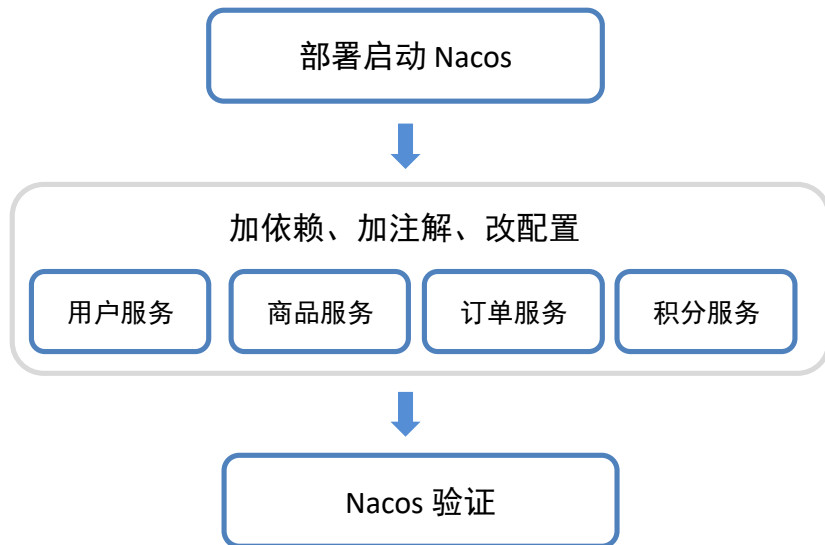 部署启动 Nacos
加依赖、加注解、改配置
用户服务
商品服务
订单服务
积分服务
Nacos 验证